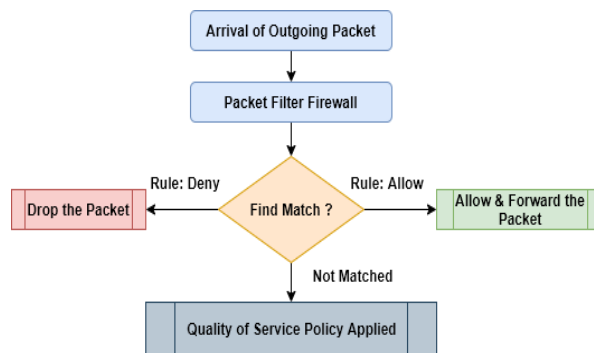 Arrival of Outgoing Packet
Packet Filter Firewall
Rule: Deny
Rule: Allow
Drop the Packet
Find Match ?
Allow & Forward the
Packet
Not Matched
Quality of Service Policy Applied